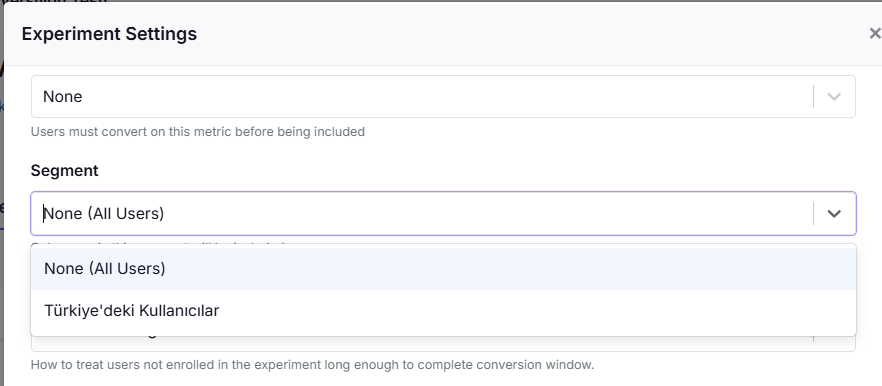 Experiment Settings
×
None
Users must convert on this metric before being included
Segment
None (All Users)
None (All Users)
Türkiye'deki Kullanıcılar
How to treat users not enrolled in the experiment long enough to complete conversion window.